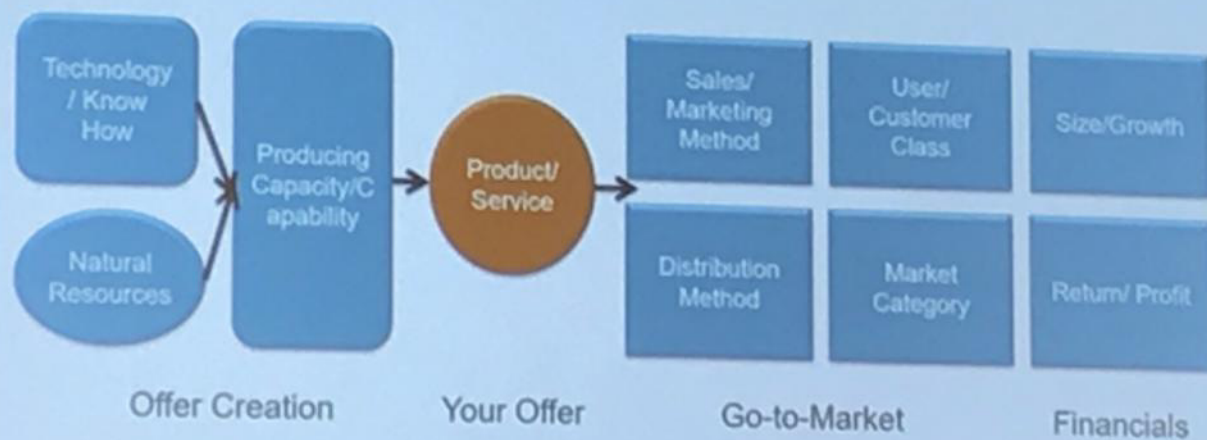 Technology
/ Know
How
Natural
Resources
Producing
Capacity/C
apability
Product/
Service
Sales/
Marketing
Method
User/
Customer
Class
Size/Growth
Distribution
Method
Market
Category
Return/ Profit
Offer Creation
Your Offer
Go-to-Market
Financials